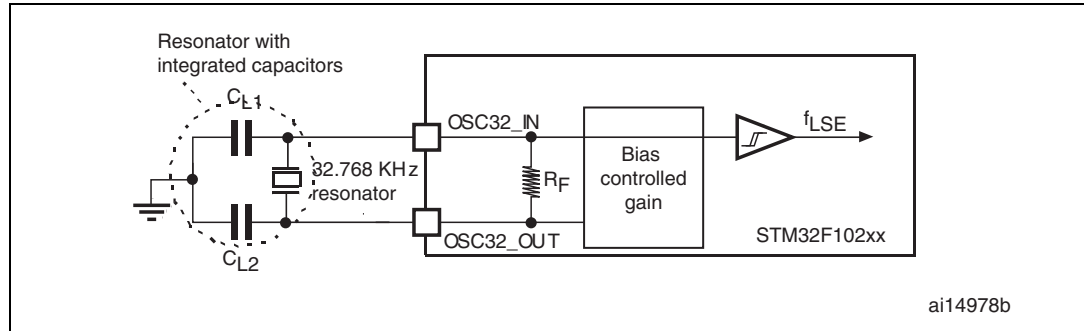 Resonator with
integrated capacitors
CL1
OSC32_IN
fLSE
32.768 KHz
resonator
RF
Bias
controlled
gain
OSC32_OUT
STM32F102xx
CL2
ai14978b